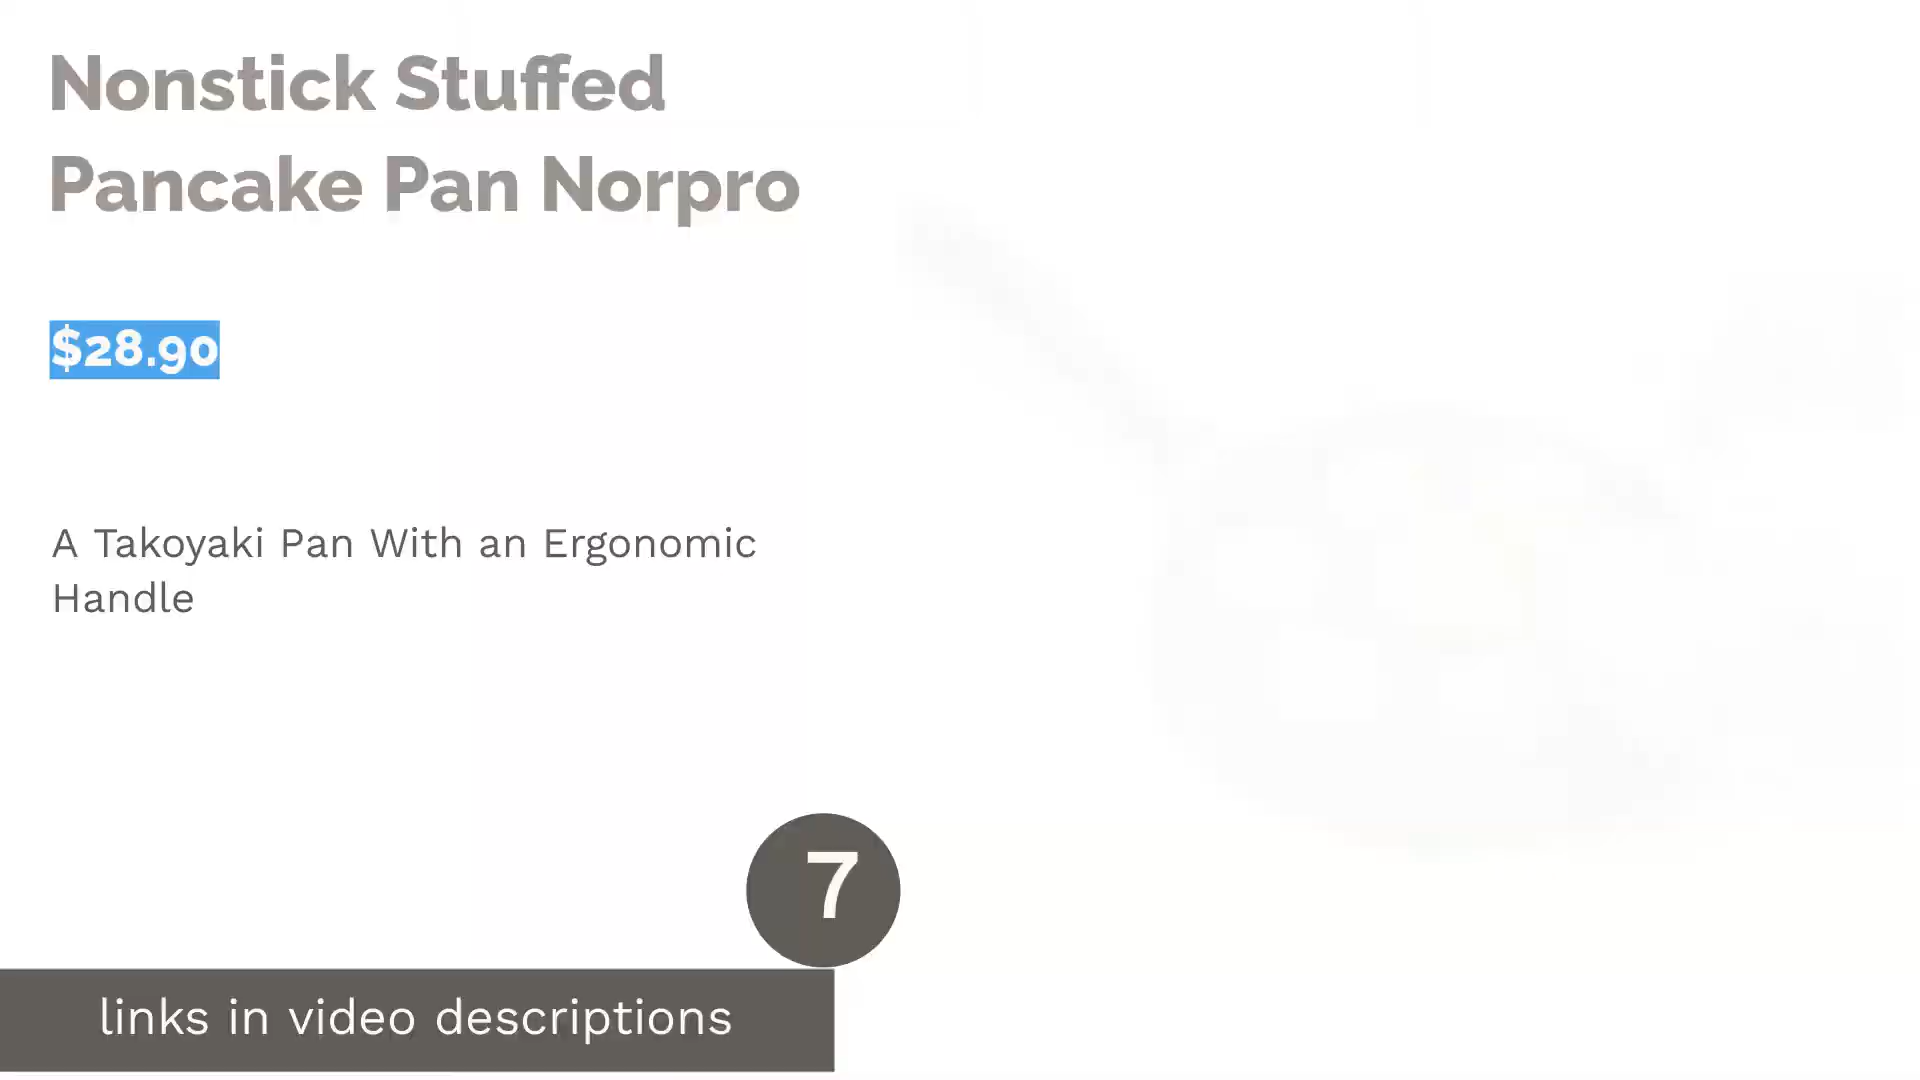 Nonstick Stuffed
Pancake Pan Norpro
$28.90
A Takoyaki Pan With an Ergonomic
Handle
7
links in video descriptions